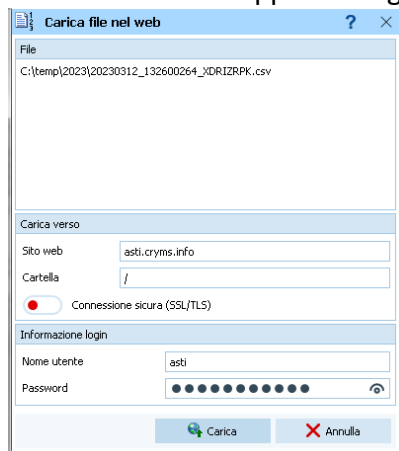 Carica file nel web
File
C:\temp\2023\20230312_132600264_XDRIZRPK.csv
Carica verso
Sito web asti.cryms.info
Cartella /
Connessione sicura (SSL/TLS)
Informazione login
Nome utente asti
Password ●●●●●●●●●●●
Carica Annulla